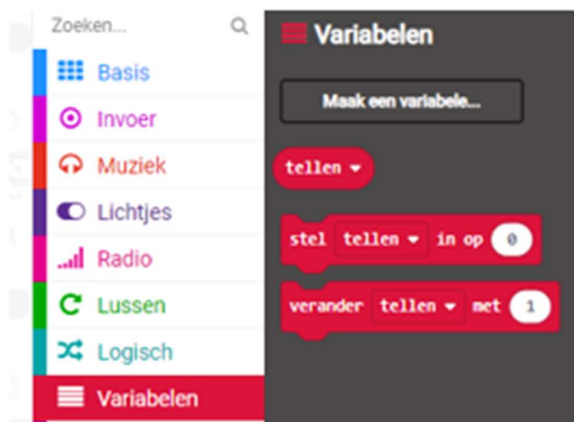 Zoeken...
Basis
Invoer
Muziek
Lichtjes
Radio
Lussen
Logisch
Variabelen
Variabelen
Maak een variabele...
tellen
stel tellen in op 0
verander tellen met 1